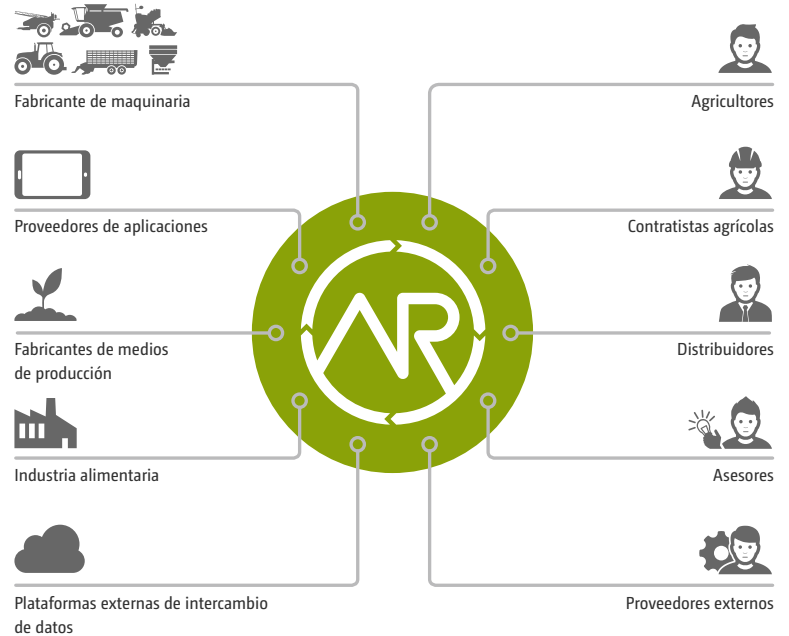 Fabricante de maquinaria
Agricultores
Proveedores de aplicaciones
Contratistas agrícolas
AR
Fabricantes de medios
de producción
Distribuidores
Industria alimentaria
Asesores
Plataformas externas de intercambio
de datos
Proveedores externos